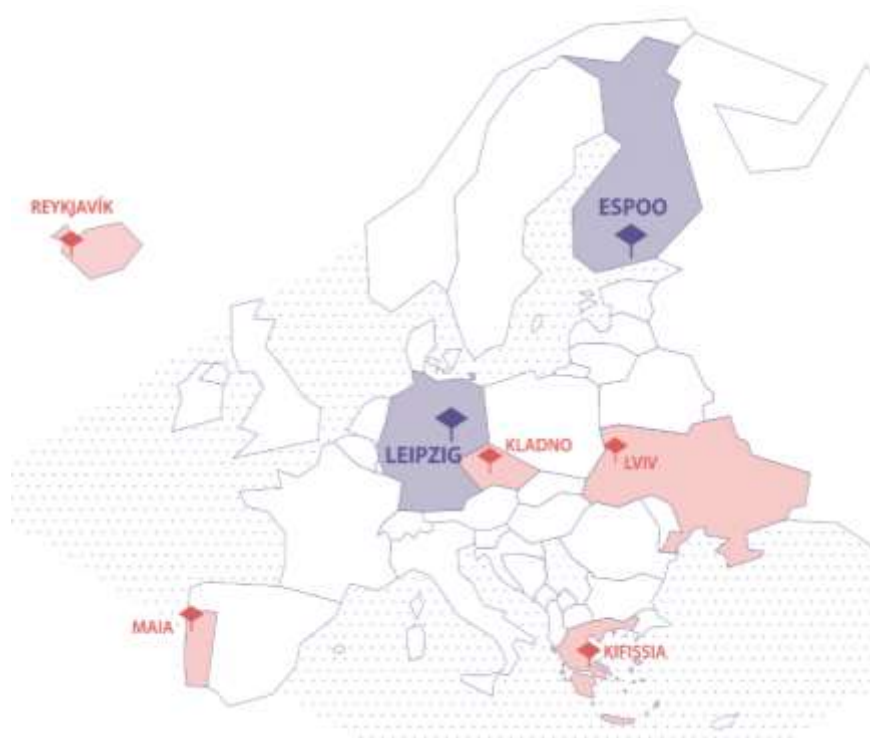 REYKJAVÍK
ESPOO
LEIPZIG
KLADNO
LVIV
MAIA
KIFISSIA